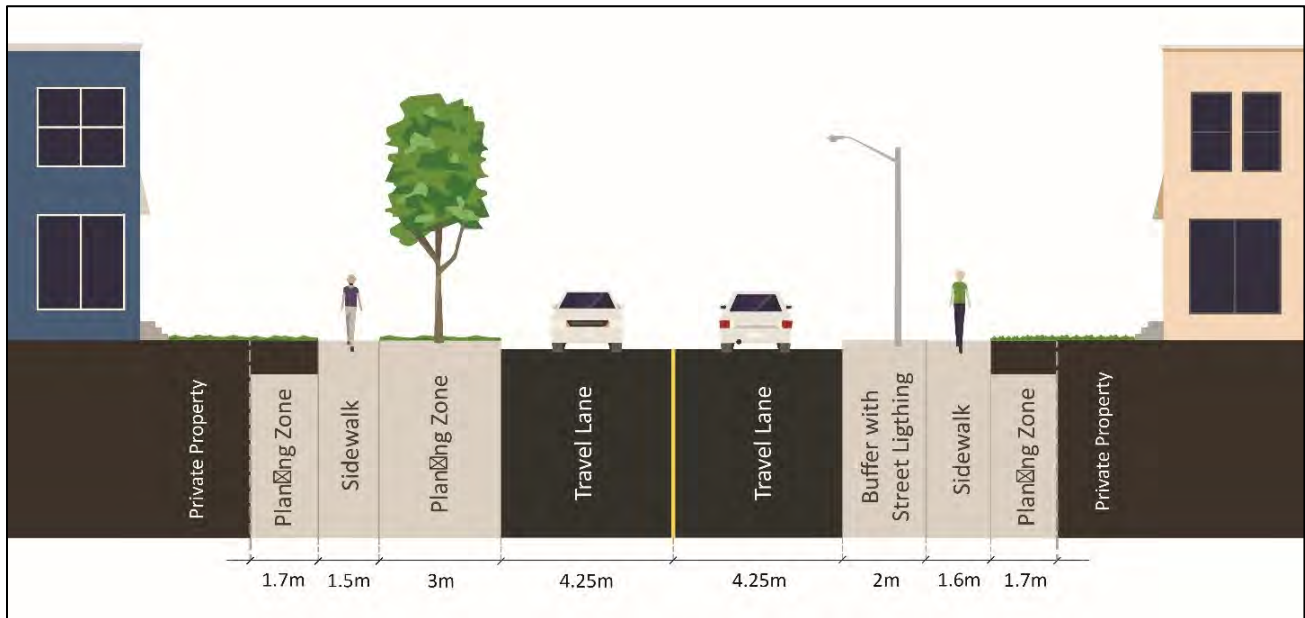 Private Property
Plan☒ng Zone
Sidewalk
Plan☒ng Zone
Travel Lane
Travel Lane
Buffer with
Street Ligthing
Sidewalk
Plan☒ng Zone
Private Property
1.7m
1.5m
3m
4.25m
4.25m
2m
1.6m
1.7m